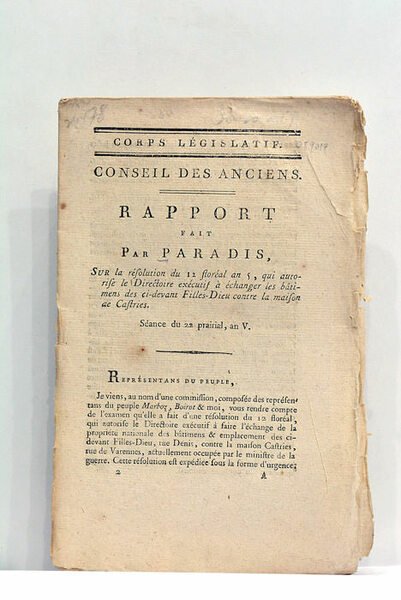 78
CORPS LÉGISLATIF.
CONSEIL DES ANCIENS.
RAPPORT
FAIT
PAR PARADIS,
SUR la résolution du 12 floréal an 5, qui auto-
rise le Directoire exécutif à échanger les bâti-
mens des ci-devant Filles-Dieu contre la maison
de Castries.
Séance du 22 prairial, an V.
REPRÉSENTANS DU PEUPLE,
Je viens, au nom d'une commission, composée des représen-
tans du peuple Marboz, Boirot & moi, vous rendre compte
de l'examen qu'elle a fait d'une résolution du 12 floréal,
qui autorise le Directoire exécutif à faire l'échange de la
propriété nationale des bâtimens & emplacement des ci-
devant Filles-Dieu, rue Denis, contre la maison Castries,
rue de Varennes, actuellement occupée par le ministre de la
guerre. Cette résolution est expédiée sous la forme d'urgence;
2 A